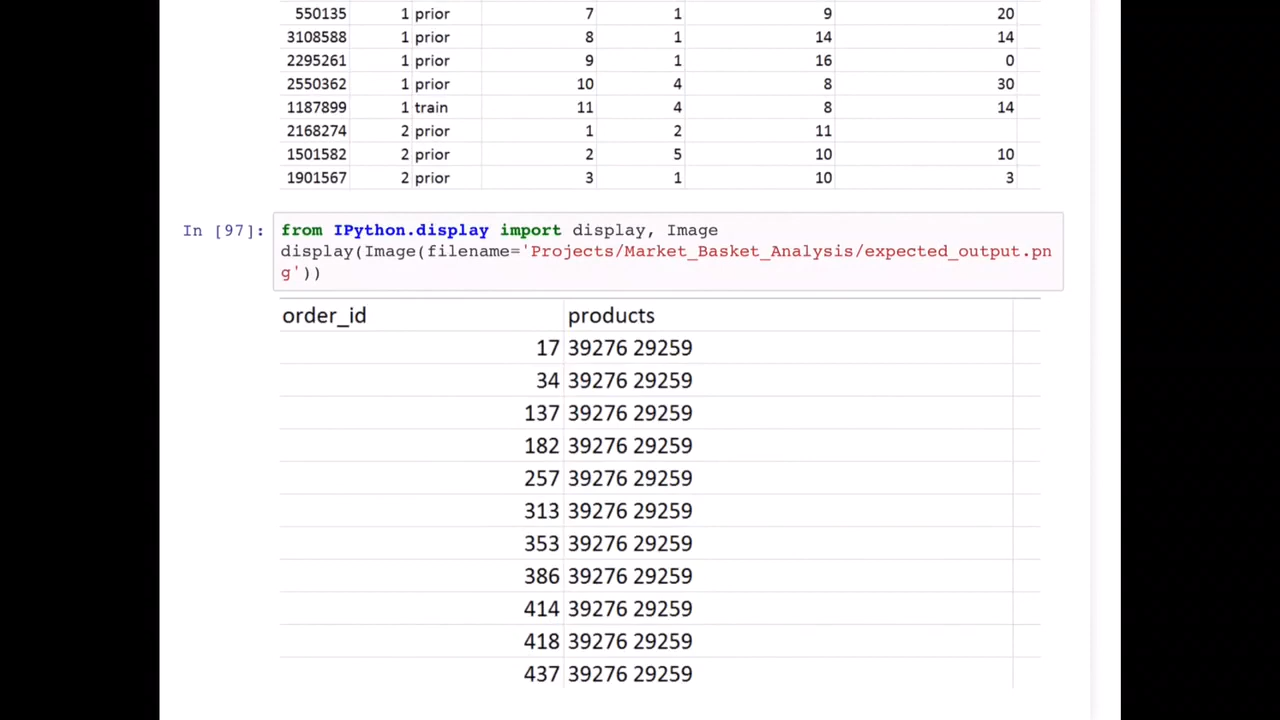 550135 1 prior 7 1 9 20
3108588 1 prior 8 1 14 14
2295261 1 prior 9 1 16 0
2550362 1 prior 10 4 8 30
1187899 1 train 11 4 8 14
2168274 2 prior 1 2 11
1501582 2 prior 2 5 10 10
1901567 2 prior 3 1 10 3
In [97]: from IPython.display import display, Image
display(Image(filename='Projects/Market_Basket_Analysis/expected_output.pn
g'))
order_id products
17 39276 29259
34 39276 29259
137 39276 29259
182 39276 29259
257 39276 29259
313 39276 29259
353 39276 29259
386 39276 29259
414 39276 29259
418 39276 29259
437 39276 29259